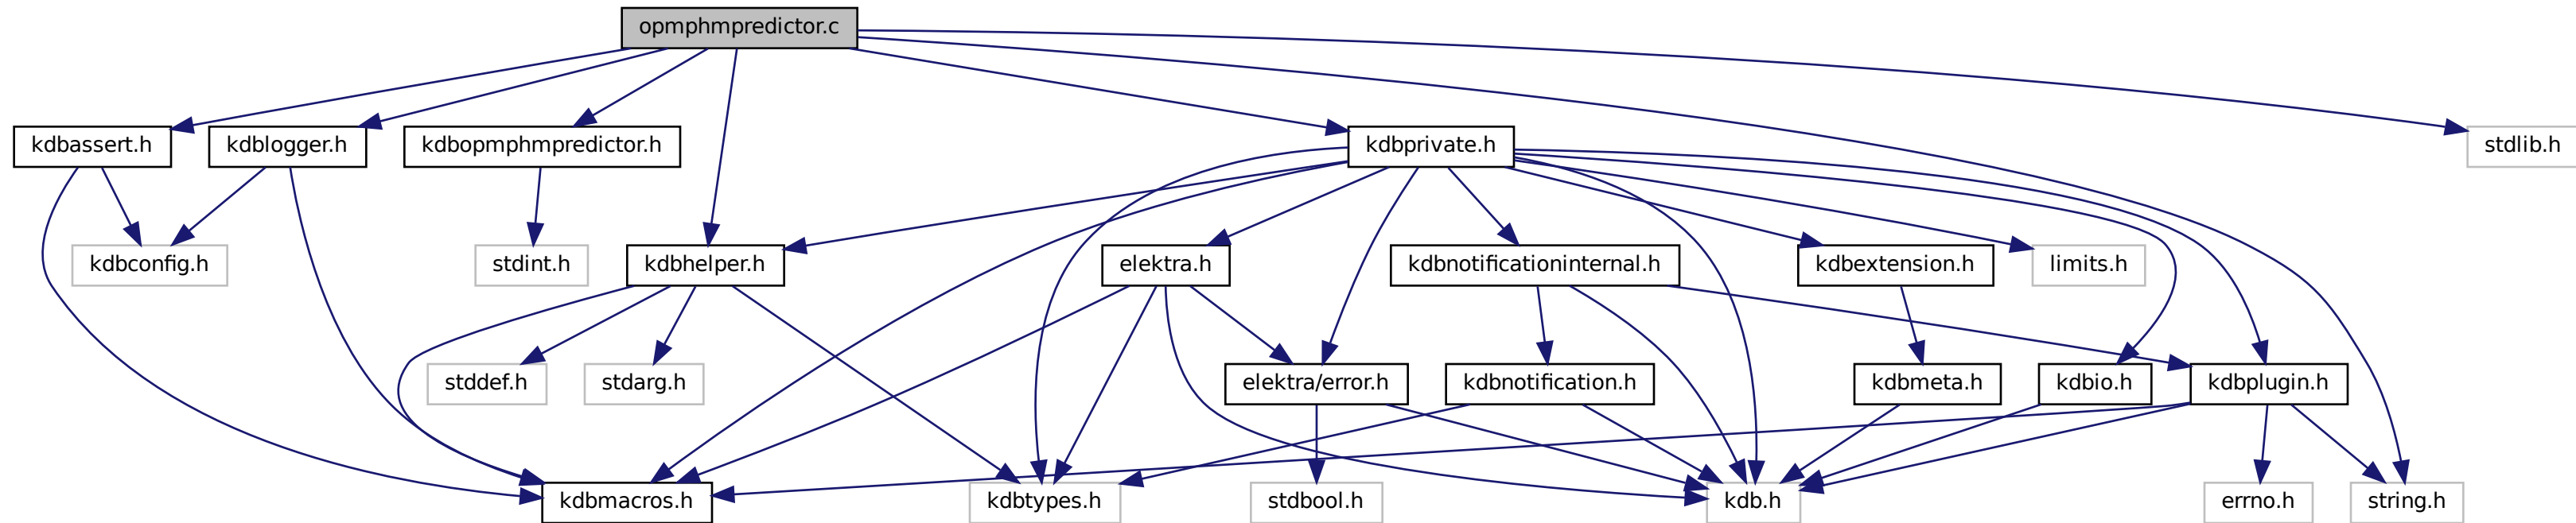 opmphmpredictor.c
kdbassert.h
kdblogger.h
kdbopmphmpredictor.h
kdbprivate.h
stdlib.h
kdbconfig.h
stdint.h
kdbhelper.h
elektra.h
kdbnotificationinternal.h
kdbextension.h
limits.h
stddef.h
stdarg.h
elektra/error.h
kdbnotification.h
kdbmeta.h
kdbio.h
kdbplugin.h
kdbmacros.h
kdbtypes.h
stdbool.h
kdb.h
errno.h
string.h